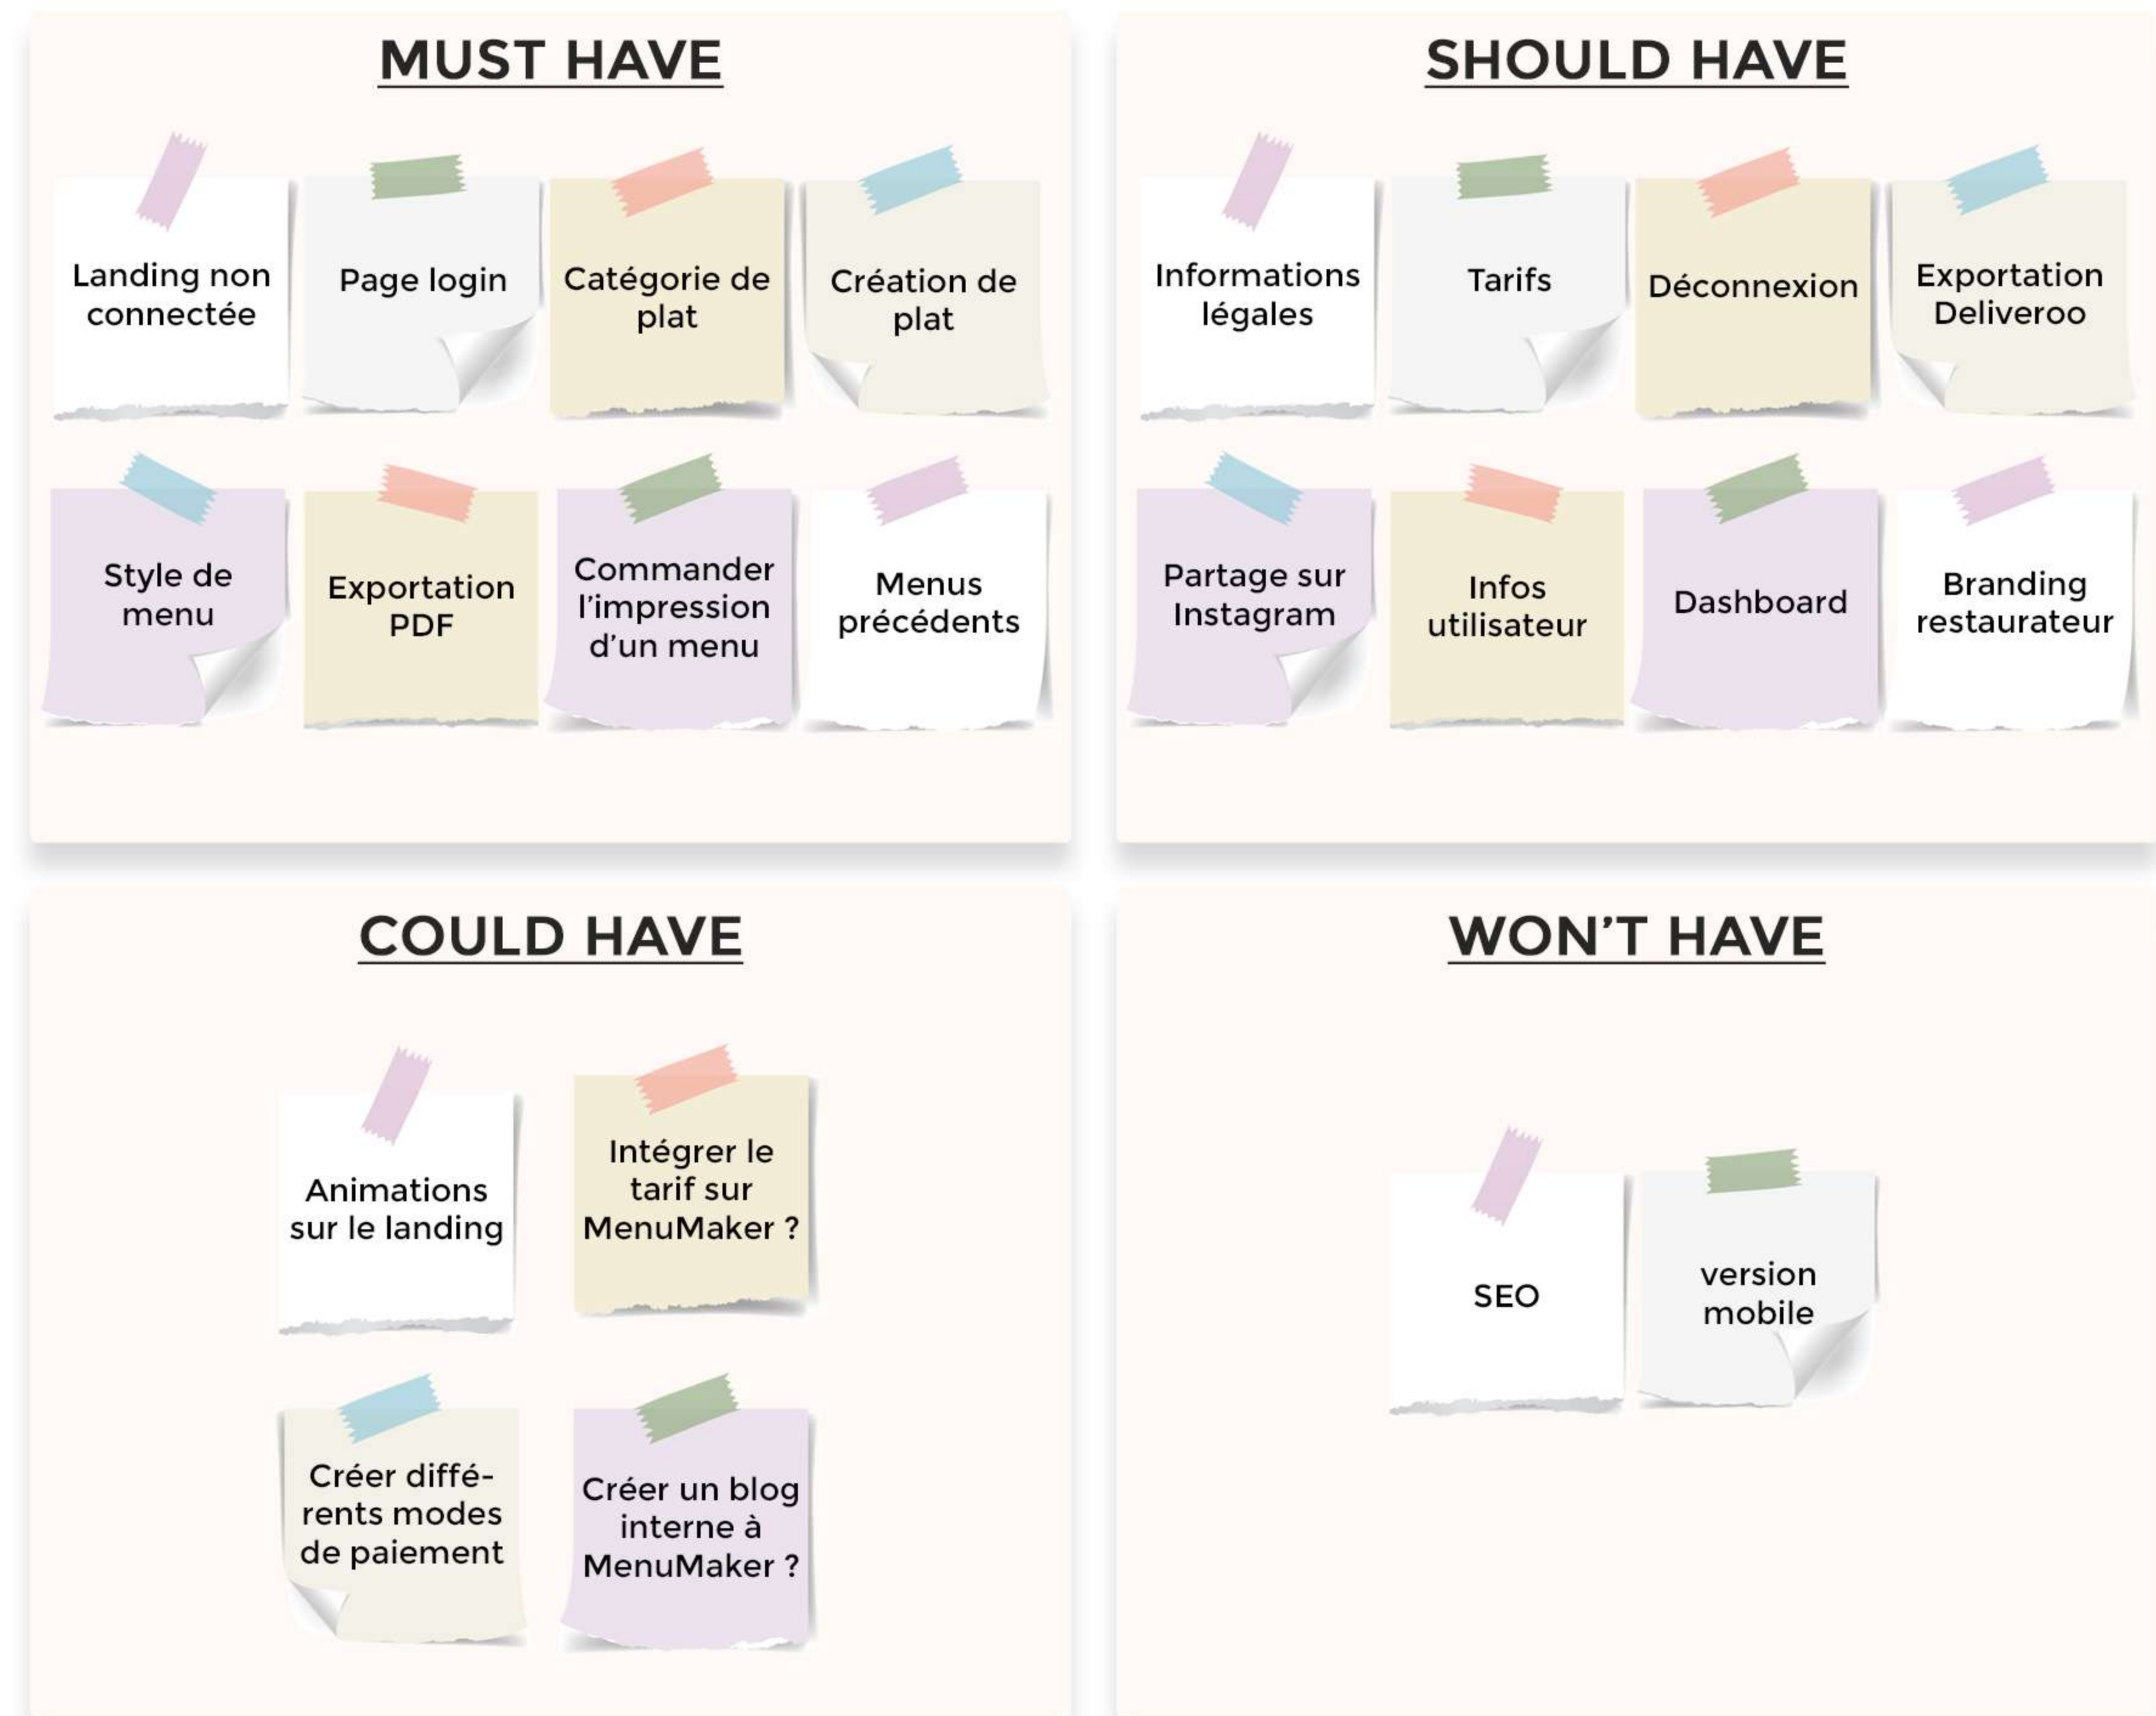 MUST HAVE
Landing non
connectée
Page login
Catégorie de
plat
Création de
plat
Style de
menu
Exportation
PDF
Commander
l'impression
d'un menu
Menus
précédents
SHOULD HAVE
Informations
légales
Tarifs
Déconnexion
Exportation
Deliveroo
Partage sur
Instagram
Infos
utilisateur
Dashboard
Branding
restaurateur
COULD HAVE
Animations
sur le landing
Intégrer le
tarif sur
MenuMaker ?
Créer diffé-
rents modes
de paiement
Créer un blog
interne à
MenuMaker ?
WON'T HAVE
SEO
version
mobile